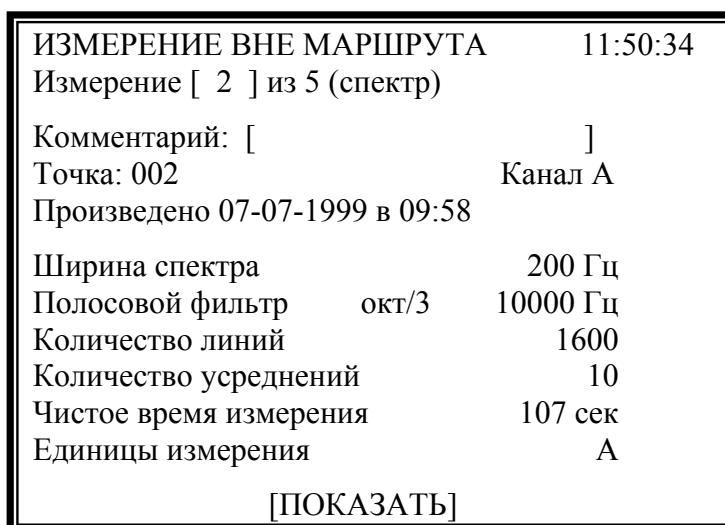 ИЗМЕРЕНИЕ ВНЕ МАРШРУТА 11:50:34
Измерение [ 2 ] из 5 (спектр)
Комментарий: [ ]
Точка: 002 Канал А
Произведено 07-07-1999 в 09:58
Ширина спектра 200 Гц
Полосовой фильтр окт/3 10000 Гц
Количество линий 1600
Количество усреднений 10
Чистое время измерения 107 сек
Единицы измерения А
[ПОКАЗАТЬ]